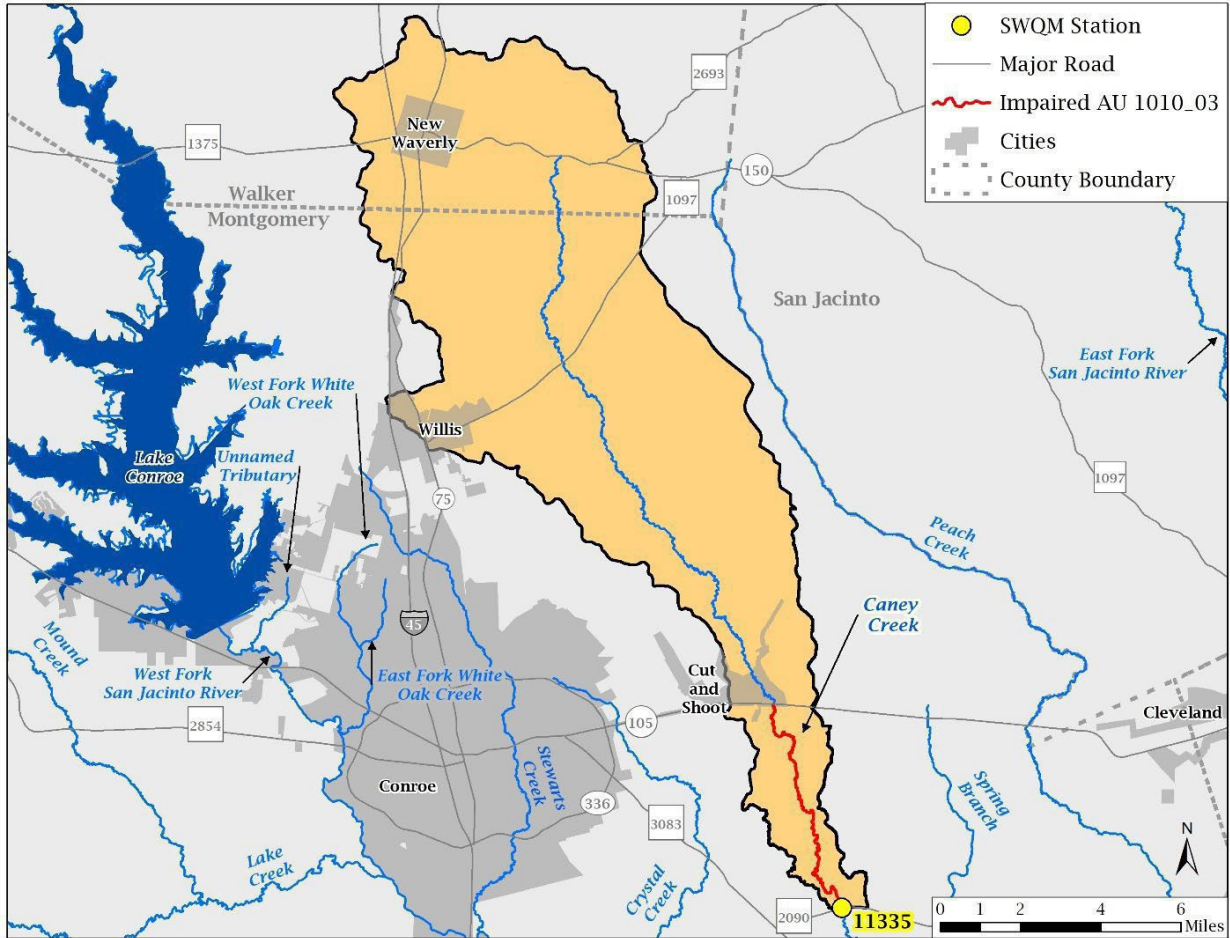 SWQM Station
Major Road
Impaired AU 1010_03
Cities
County Boundary
2693
New
Waverly
1375
150
Walker
Montgomery
1097
San Jacinto
East Fork
San Jacinto River
West Fork White
Oak Creek
Willis
Lake
Conroe
Unnamed
Tributary
75
1097
Peach
Creek
Caney
Creek
45
Mound
Creek
West Fork
San Jacinto River
East Fork White
Oak Creek
Cut
and
Shoot
Cleveland
2854
105
Stewarts
Creek
Conroe
336
Spring
Branch
3083
N
Lake
Creek
Crystal
Creek
2090
11335
0 1 2 4 6
Miles